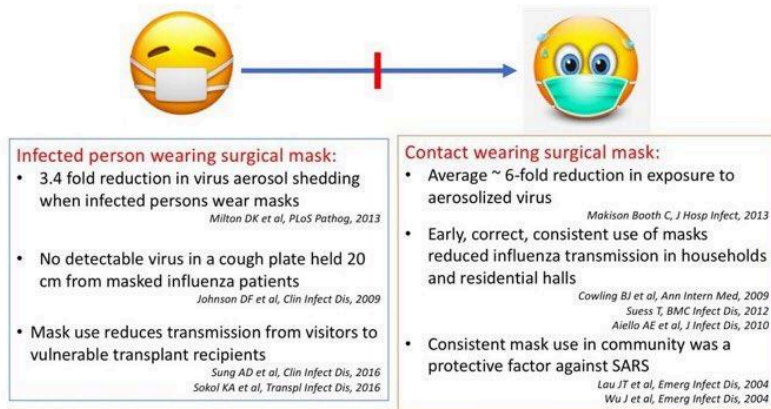 Infected person wearing surgical mask:
• 3.4 fold reduction in virus aerosol shedding
when infected persons wear masks
Milton DK et al, PLoS Pathog, 2013
• No detectable virus in a cough plate held 20
cm from masked influenza patients
Johnson DF et al, Clin Infect Dis, 2009
• Mask use reduces transmission from visitors to
vulnerable transplant recipients
Sung AD et al, Clin Infect Dis, 2016
Sokol KA et al, Transpl Infect Dis, 2016
Contact wearing surgical mask:
• Average ~ 6-fold reduction in exposure to
aerosolized virus
Makison Booth C, J Hosp Infect, 2013
• Early, correct, consistent use of masks
reduced influenza transmission in households
and residential halls
Cowling BJ et al, Ann Intern Med, 2009
Suess T, BMC Infect Dis, 2012
Aiello AE et al, J Infect Dis, 2010
• Consistent mask use in community was a
protective factor against SARS
Lau JT et al, Emerg Infect Dis, 2004
Wu J et al, Emerg Infect Dis, 2004